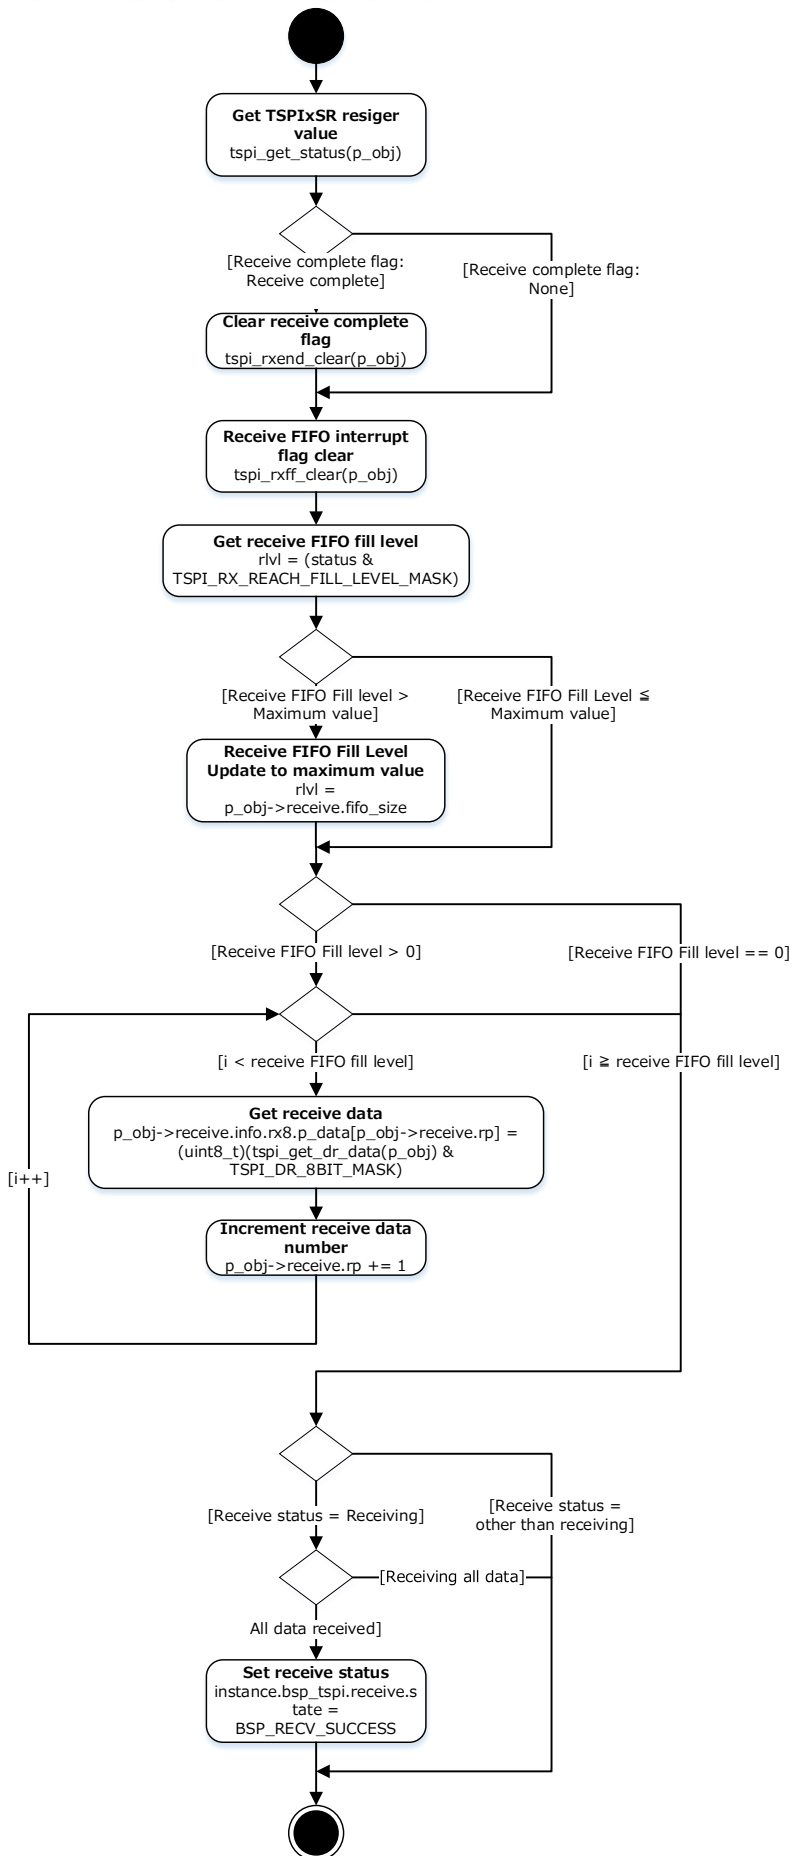 Get TSPIxSR resiger
value
tspi_get_status(p_obj)
[Receive complete flag:
Receive complete]
[Receive complete flag:
None]
Clear receive complete
flag
tspi_rxend_clear(p_obj)
Receive FIFO interrupt
flag clear
tspi_rxff_clear(p_obj)
Get receive FIFO fill level
rlvl = (status &
TSPI_RX_REACH_FILL_LEVEL_MASK)
[Receive FIFO Fill level >
Maximum value]
[Receive FIFO Fill Level ≦
Maximum value]
Receive FIFO Fill Level
Update to maximum value
rlvl =
p_obj->receive.fifo_size
[Receive FIFO Fill level > 0]
[Receive FIFO Fill level == 0]
[i < receive FIFO fill level]
[i ≧ receive FIFO fill level]
Get receive data
p_obj->receive.info.rx8.p_data[p_obj->receive.rp] =
(uint8_t)(tspi_get_dr_data(p_obj) &
TSPI_DR_8BIT_MASK)
[i++]
Increment receive data
number
p_obj->receive.rp += 1
[Receive status = Receiving]
[Receive status =
other than receiving]
[Receiving all data]
All data received]
Set receive status
instance.bsp_tspi.receive.s
tate =
BSP_RECV_SUCCESS